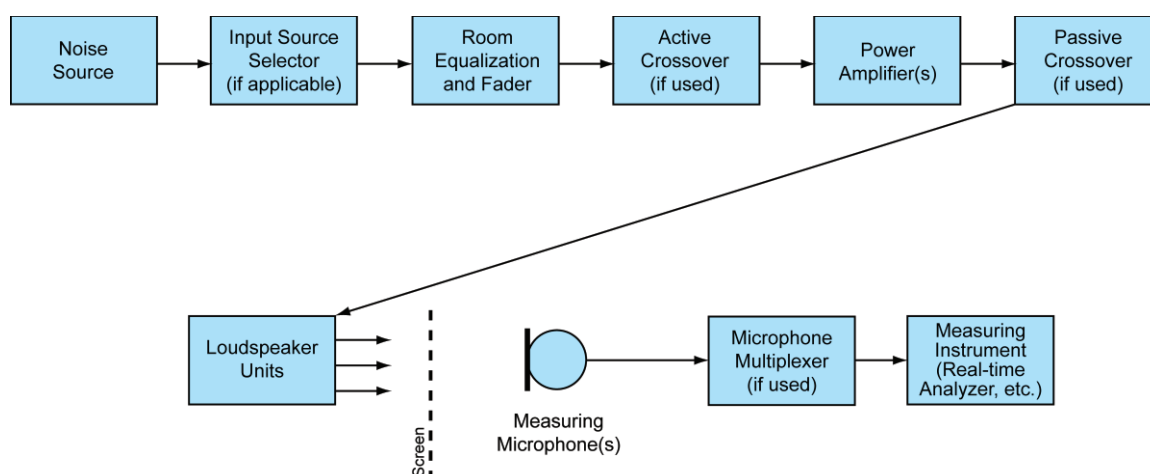 Noise
Source
Input Source
Selector
(if applicable)
Room
Equalization
and Fader
Active
Crossover
(if used)
Power
Amplifier(s)
Passive
Crossover
(if used)
Loudspeaker
Units
Screen
Measuring
Microphone(s)
Microphone
Multiplexer
(if used)
Measuring
Instrument
(Real-time
Analyzer, etc.)